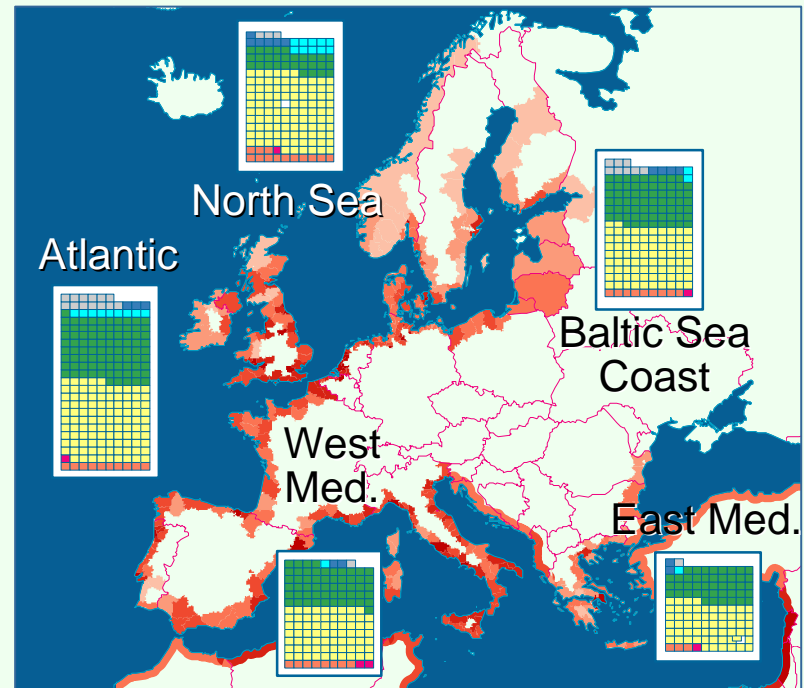 North Sea
Atlantic
Baltic Sea
Coast
West
Med.
East Med.